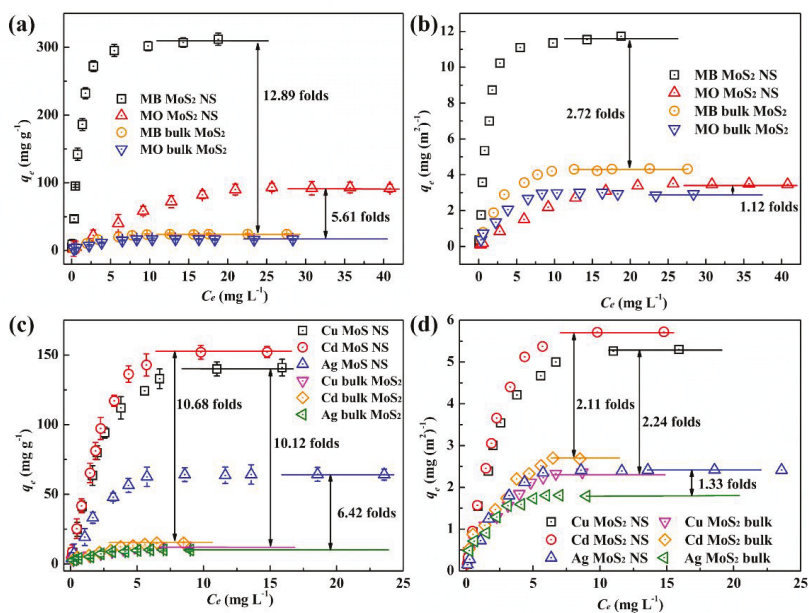 (a)
300
200
100
0
qₑ (mg g⁻¹)
MB MoS₂ NS
MO MoS₂ NS
MB bulk MoS₂
MO bulk MoS₂
12.89 folds
5.61 folds
0 5 10 15 20 25 30 35 40
Cₑ (mg L⁻¹)
(b)
12
10
8
6
4
2
0
qₑ (mg (m²)⁻¹)
MB MoS₂ NS
MO MoS₂ NS
MB bulk MoS₂
MO bulk MoS₂
2.72 folds
1.12 folds
0 5 10 15 20 25 30 35 40
Cₑ (mg L⁻¹)
(c)
150
100
50
0
qₑ (mg g⁻¹)
Cu MoS NS
Cd MoS NS
Ag MoS NS
Cu bulk MoS₂
Cd bulk MoS₂
Ag bulk MoS₂
10.68 folds
10.12 folds
6.42 folds
0 5 10 15 20 25
Cₑ (mg L⁻¹)
(d)
6
5
4
3
2
1
0
qₑ (mg (m²)⁻¹)
2.11 folds
2.24 folds
1.33 folds
Cu MoS₂ NS Cu MoS₂ bulk
Cd MoS₂ NS Cd MoS₂ bulk
Ag MoS₂ NS Ag MoS₂ bulk
0 5 10 15 20 25
Cₑ (mg L⁻¹)